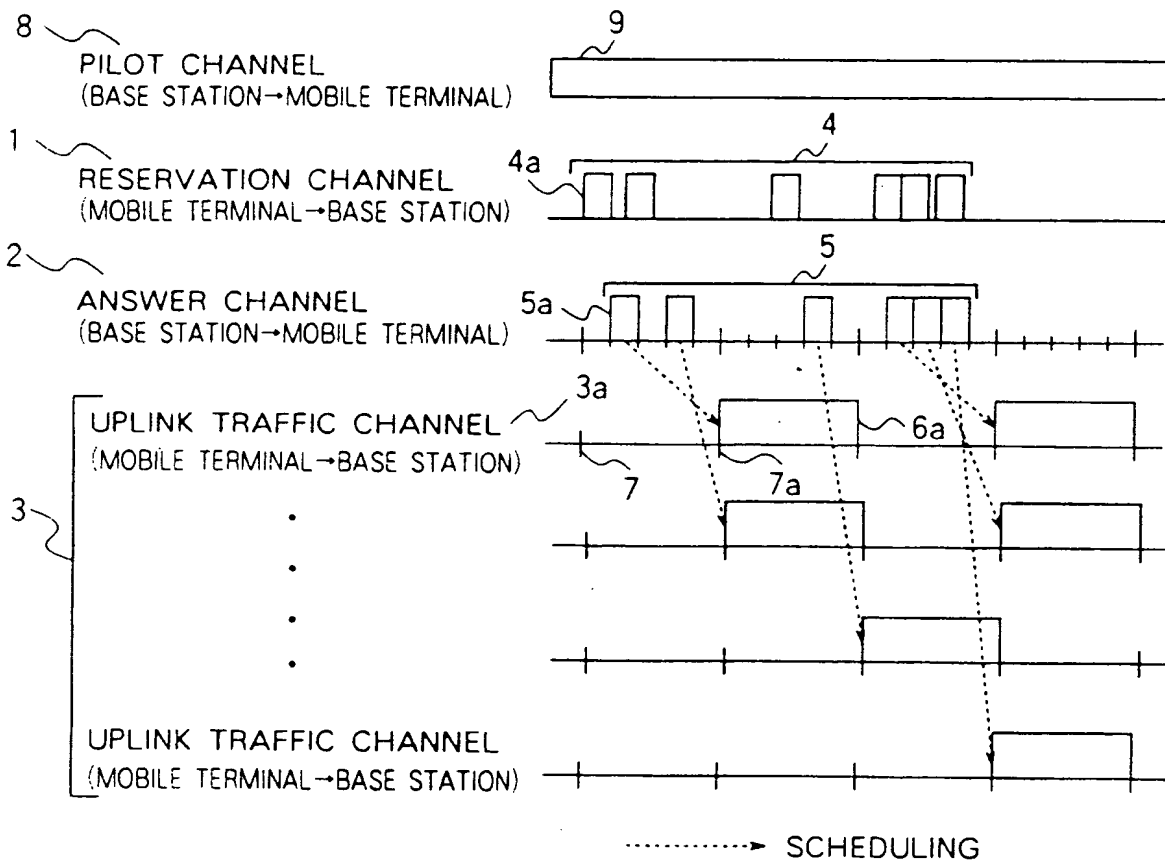 8
PILOT CHANNEL
(BASE STATION→MOBILE TERMINAL)
9
1
RESERVATION CHANNEL
(MOBILE TERMINAL→BASE STATION)
4a
4
2
ANSWER CHANNEL
(BASE STATION→MOBILE TERMINAL)
5a
5
3
UPLINK TRAFFIC CHANNEL
3a
(MOBILE TERMINAL→BASE STATION)
6a
7
7a
UPLINK TRAFFIC CHANNEL
(MOBILE TERMINAL→BASE STATION)
SCHEDULING